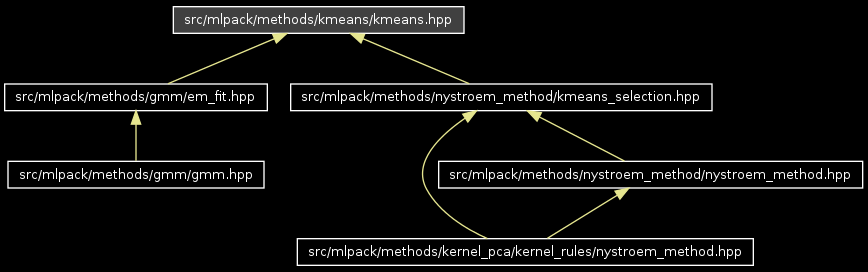 src/mlpack/methods/kmeans/kmeans.hpp
src/mlpack/methods/gmm/em_fit.hpp
src/mlpack/methods/nystroem_method/kmeans_selection.hpp
src/mlpack/methods/gmm/gmm.hpp
src/mlpack/methods/nystroem_method/nystroem_method.hpp
src/mlpack/methods/kernel_pca/kernel_rules/nystroem_method.hpp